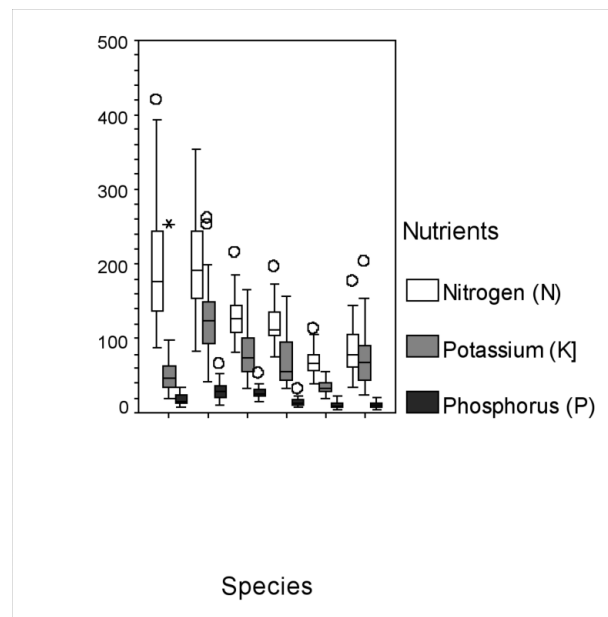 500
400
300
200
100
0
Nutrients
Nitrogen (N)
Potassium (K]
Phosphorus (P)
Species